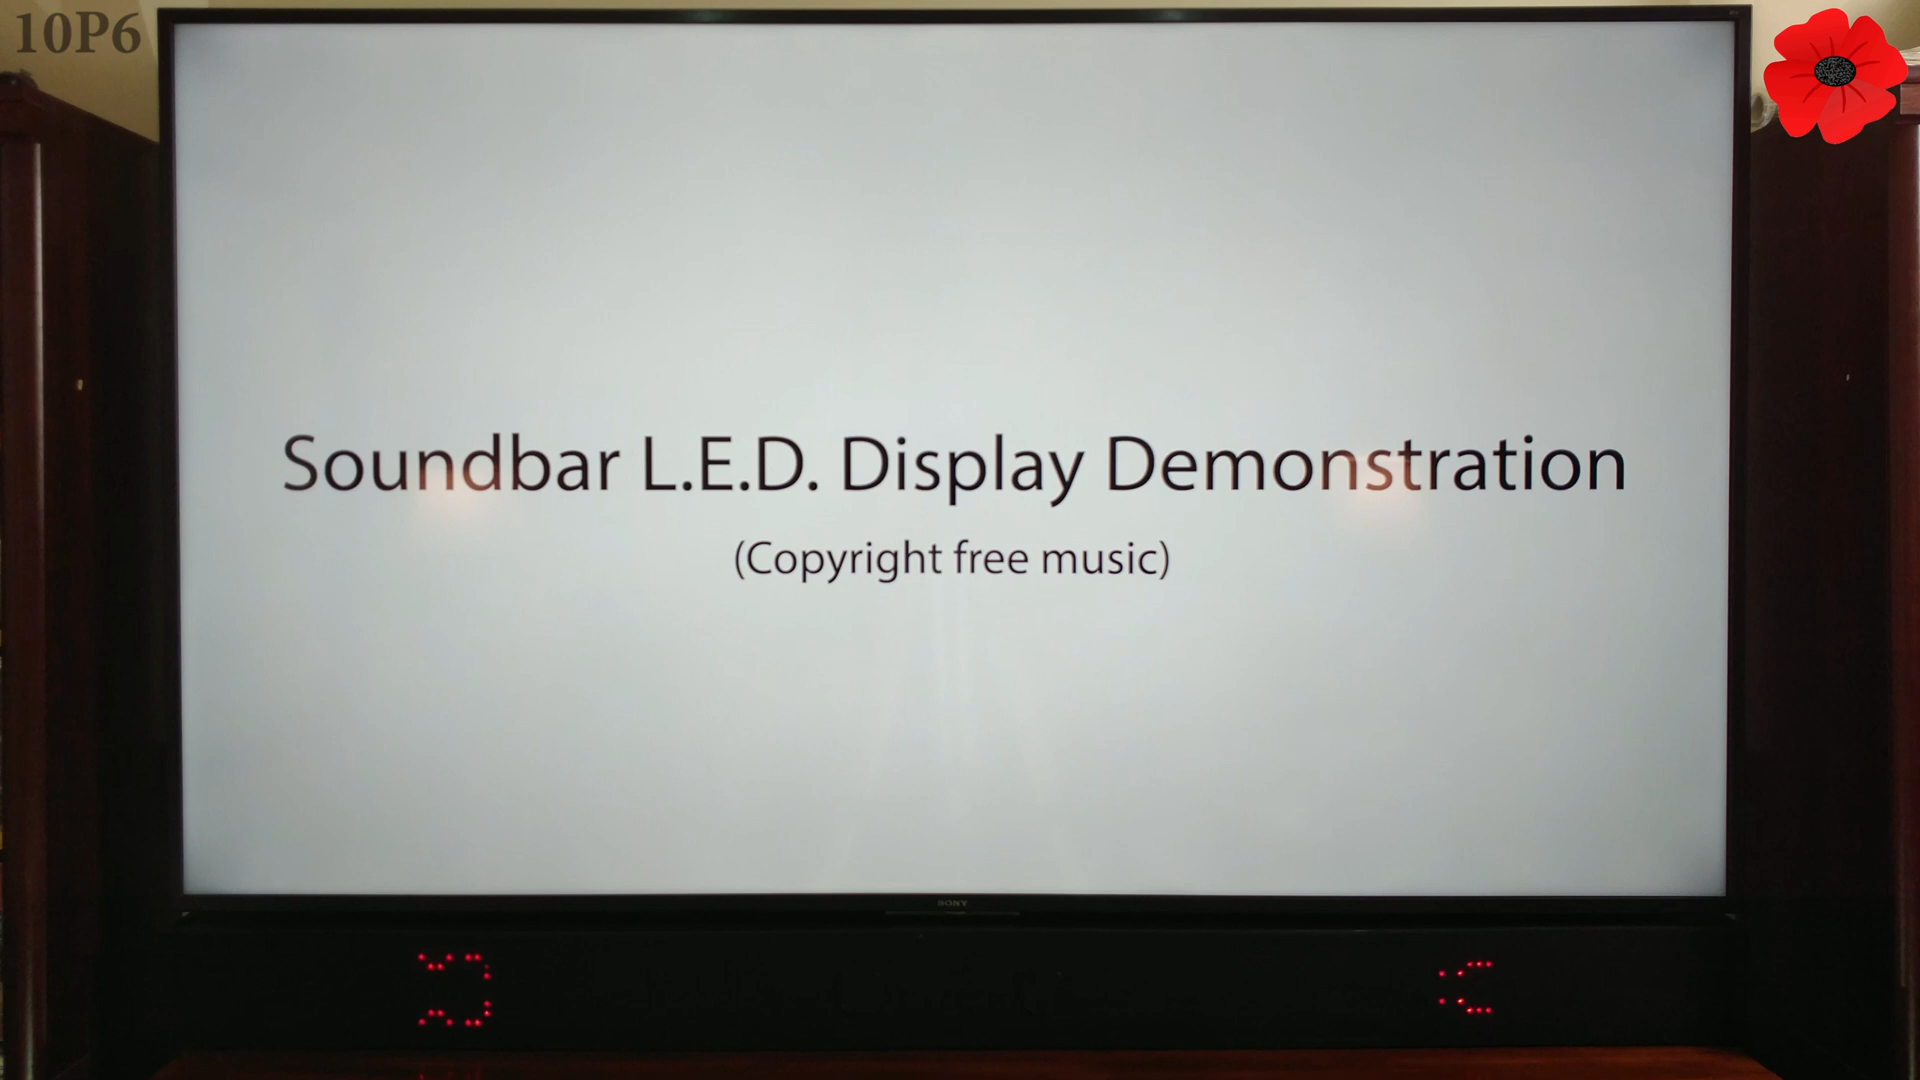 10P6
Soundbar L.E.D. Display Demonstration
(Copyright free music)
SONY